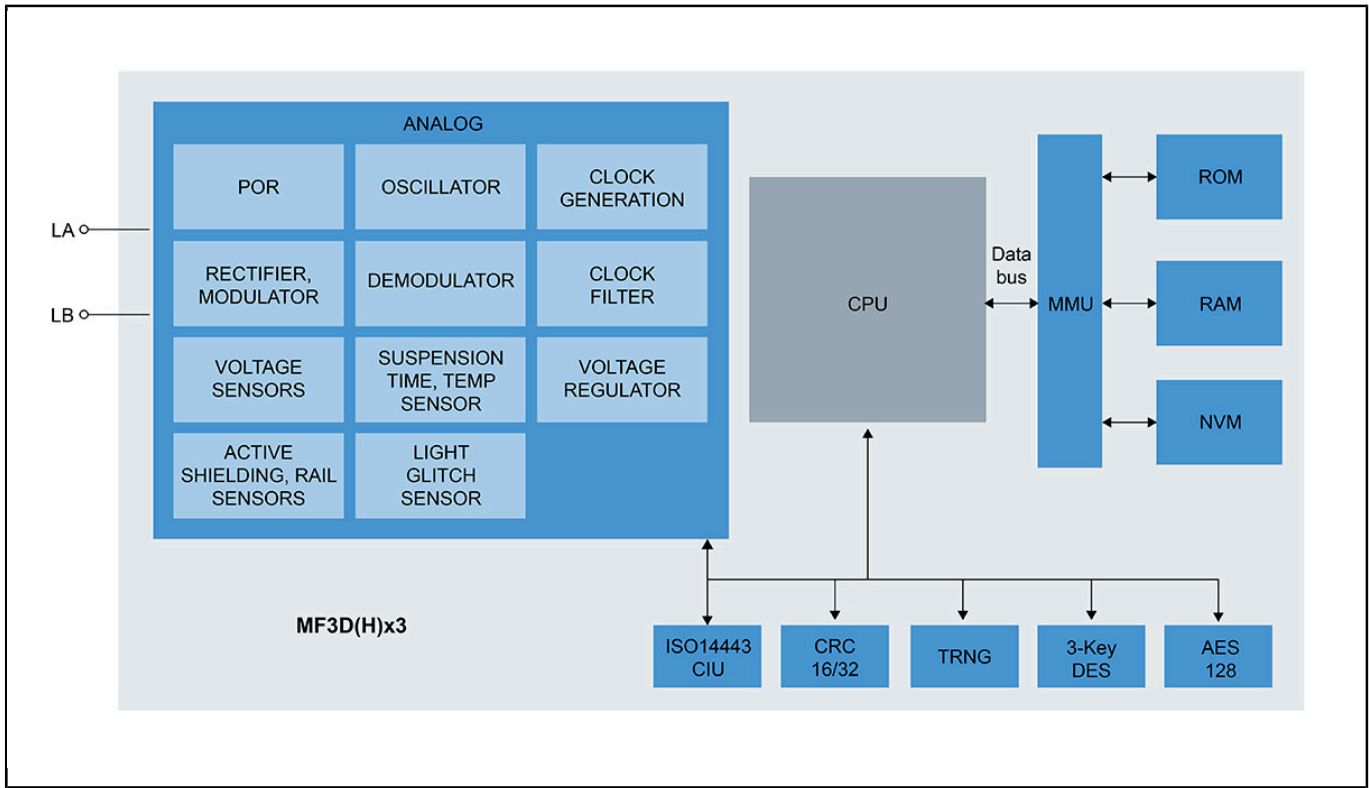 ANALOG
POR
OSCILLATOR
CLOCK
GENERATION
RECTIFIER,
MODULATOR
DEMODULATOR
CLOCK
FILTER
VOLTAGE
SENSORS
SUSPENSION
TIME, TEMP
SENSOR
VOLTAGE
REGULATOR
ACTIVE
SHIELDING, RAIL
SENSORS
LIGHT
GLITCH
SENSOR
LA
LB
CPU
Data
bus
MMU
ROM
RAM
NVM
MF3D(H)x3
ISO14443
CIU
CRC
16/32
TRNG
3-Key
DES
AES
128